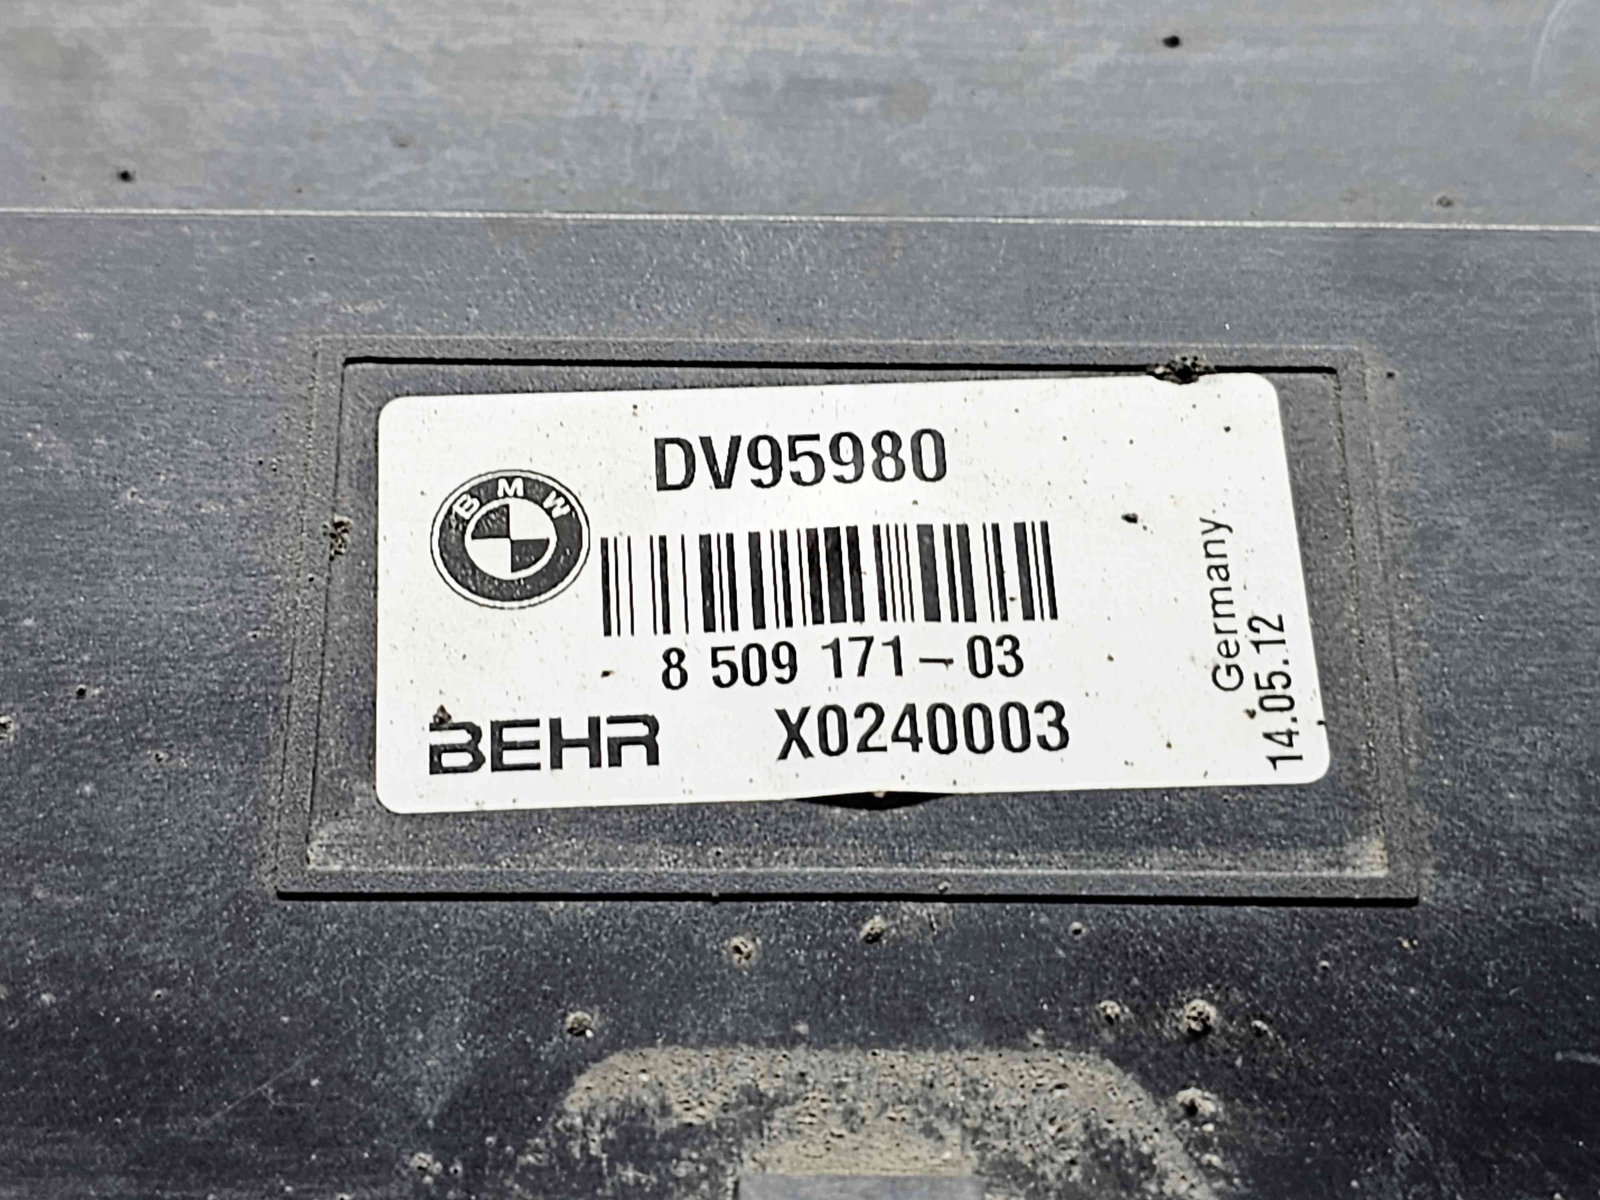 DV95980
BMW
8 509 171-03
BEHR X0240003
Germany
14.05.12